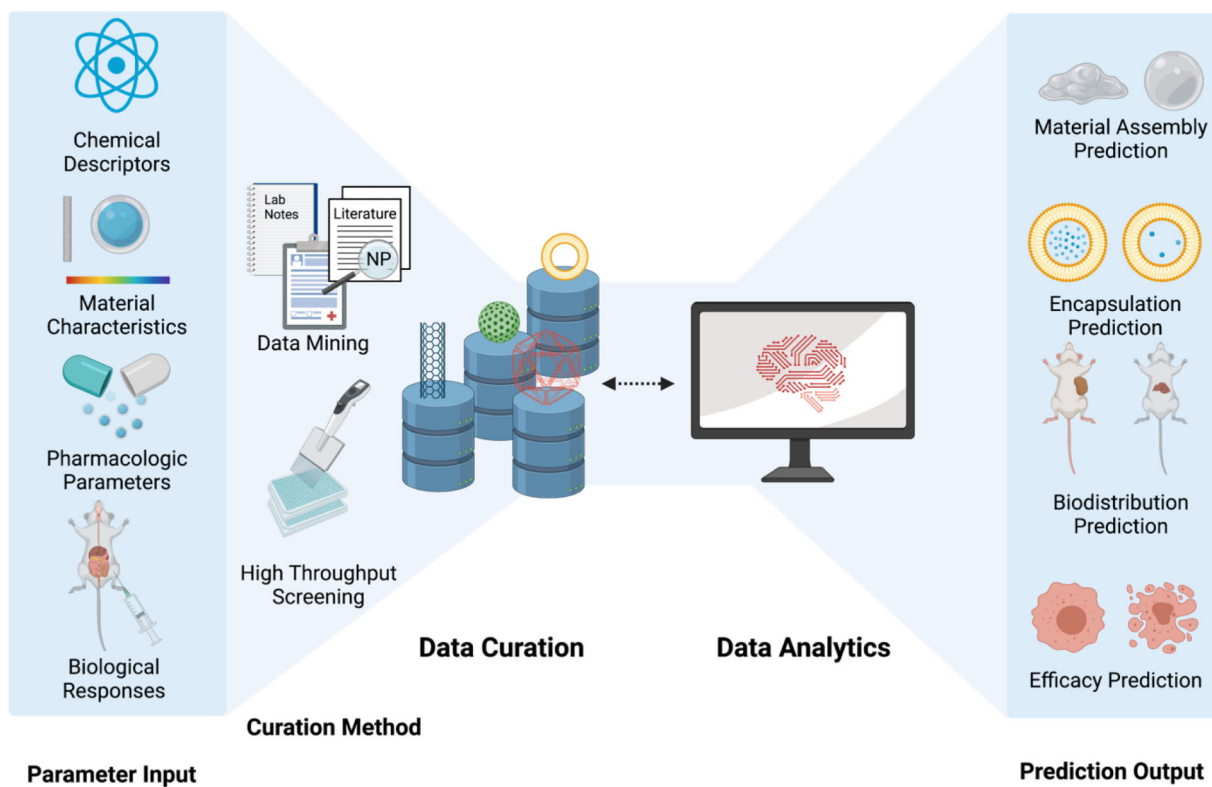 Chemical
Descriptors
Material
Characteristics
Pharmacologic
Parameters
Biological
Responses
Parameter Input
Lab
Notes
Literature
NP
Data Mining
High Throughput
Screening
Curation Method
Data Curation
Data Analytics
Material Assembly
Prediction
Encapsulation
Prediction
Biodistribution
Prediction
Efficacy Prediction
Prediction Output